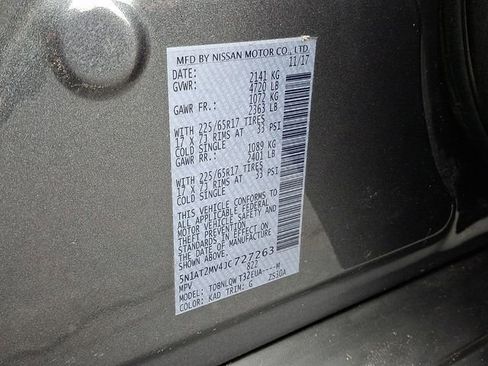 MFD BY NISSAN MOTOR CO., LTD.
DATE: 11/17
GVWR: 2141 KG
4720 LB
GAWR FR.: 1072 KG
2363 LB
WITH 225/65R17 TIRES
17 X 7J RIMS AT 33 PSI
COLD SINGLE
GAWR RR.: 1089 KG
2401 LB
WITH 225/65R17 TIRES
17 X 7J RIMS AT 33 PSI
COLD SINGLE
THIS VEHICLE CONFORMS TO
ALL APPLICABLE FEDERAL
MOTOR VEHICLE SAFETY AND
THEFT PREVENTION
STANDARDS IN EFFECT ON
THE DATE OF MANUFACTURE
SHOWN ABOVE.
5N1AT2MV4JC727263
MPV 822
MODEL: TDBNLQWT32EUA----M
COLOR: KAD TRIM: G ZS10A